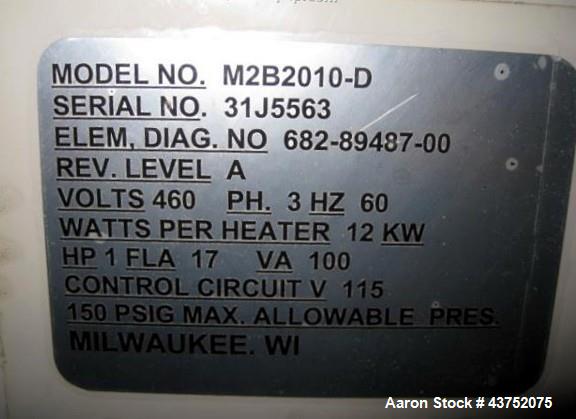 MODEL NO. M2B2010-D
SERIAL NO. 31J5563
ELEM, DIAG. NO 682-89487-00
REV. LEVEL A
VOLTS 460 PH. 3 HZ 60
WATTS PER HEATER 12 KW
HP 1 FLA 17 VA 100
CONTROL CIRCUIT V 115
150 PSIG MAX. ALLOWABLE PRES.
MILWAUKEE. WI
Aaron Stock # 43752075